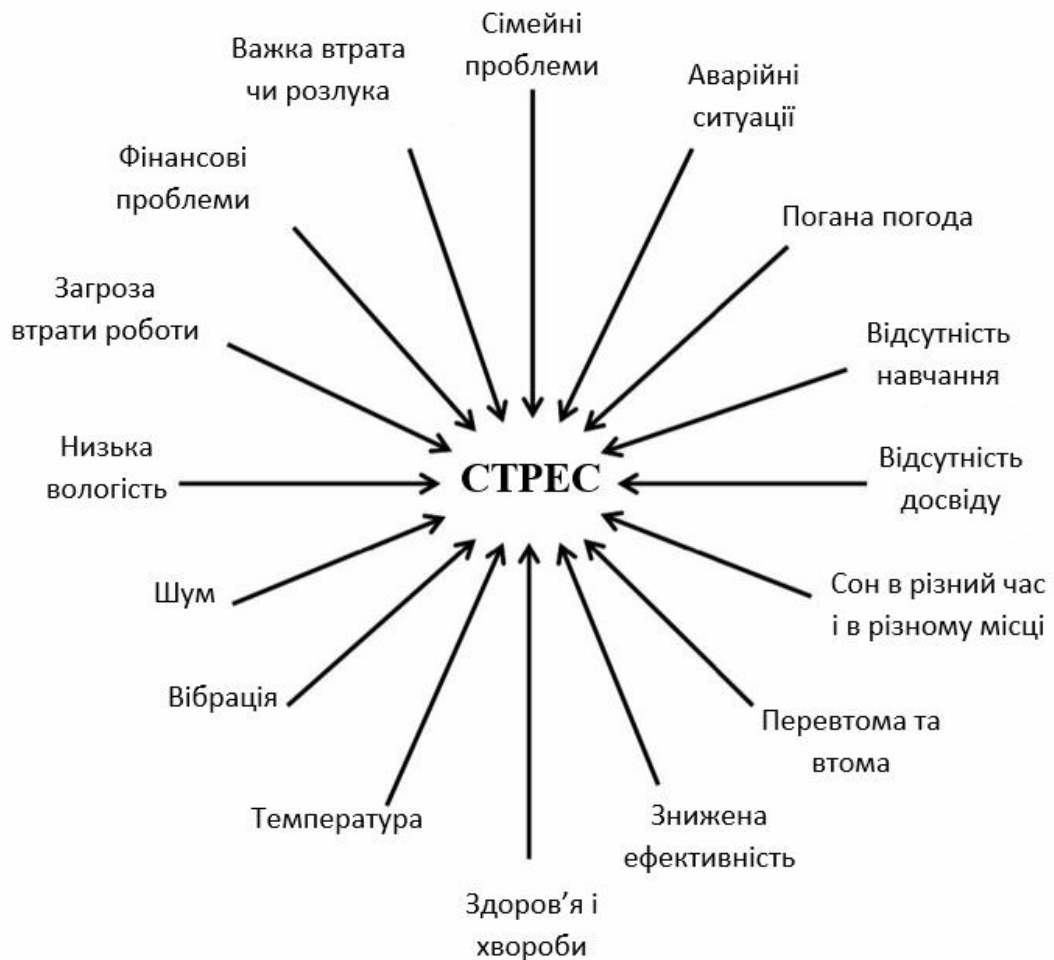 Сімейні
проблеми
Аварійні
ситуації
Погана погода
Відсутність
навчання
Відсутність
досвіду
Сон в різний час
і в різному місці
Перевтома та
втома
Знижена
ефективність
Здоров’я і
хвороби
Температура
Вібрація
Шум
Низька
вологість
Загроза
втрати роботи
Фінансові
проблеми
Важка втрата
чи розлука
СТРЕС